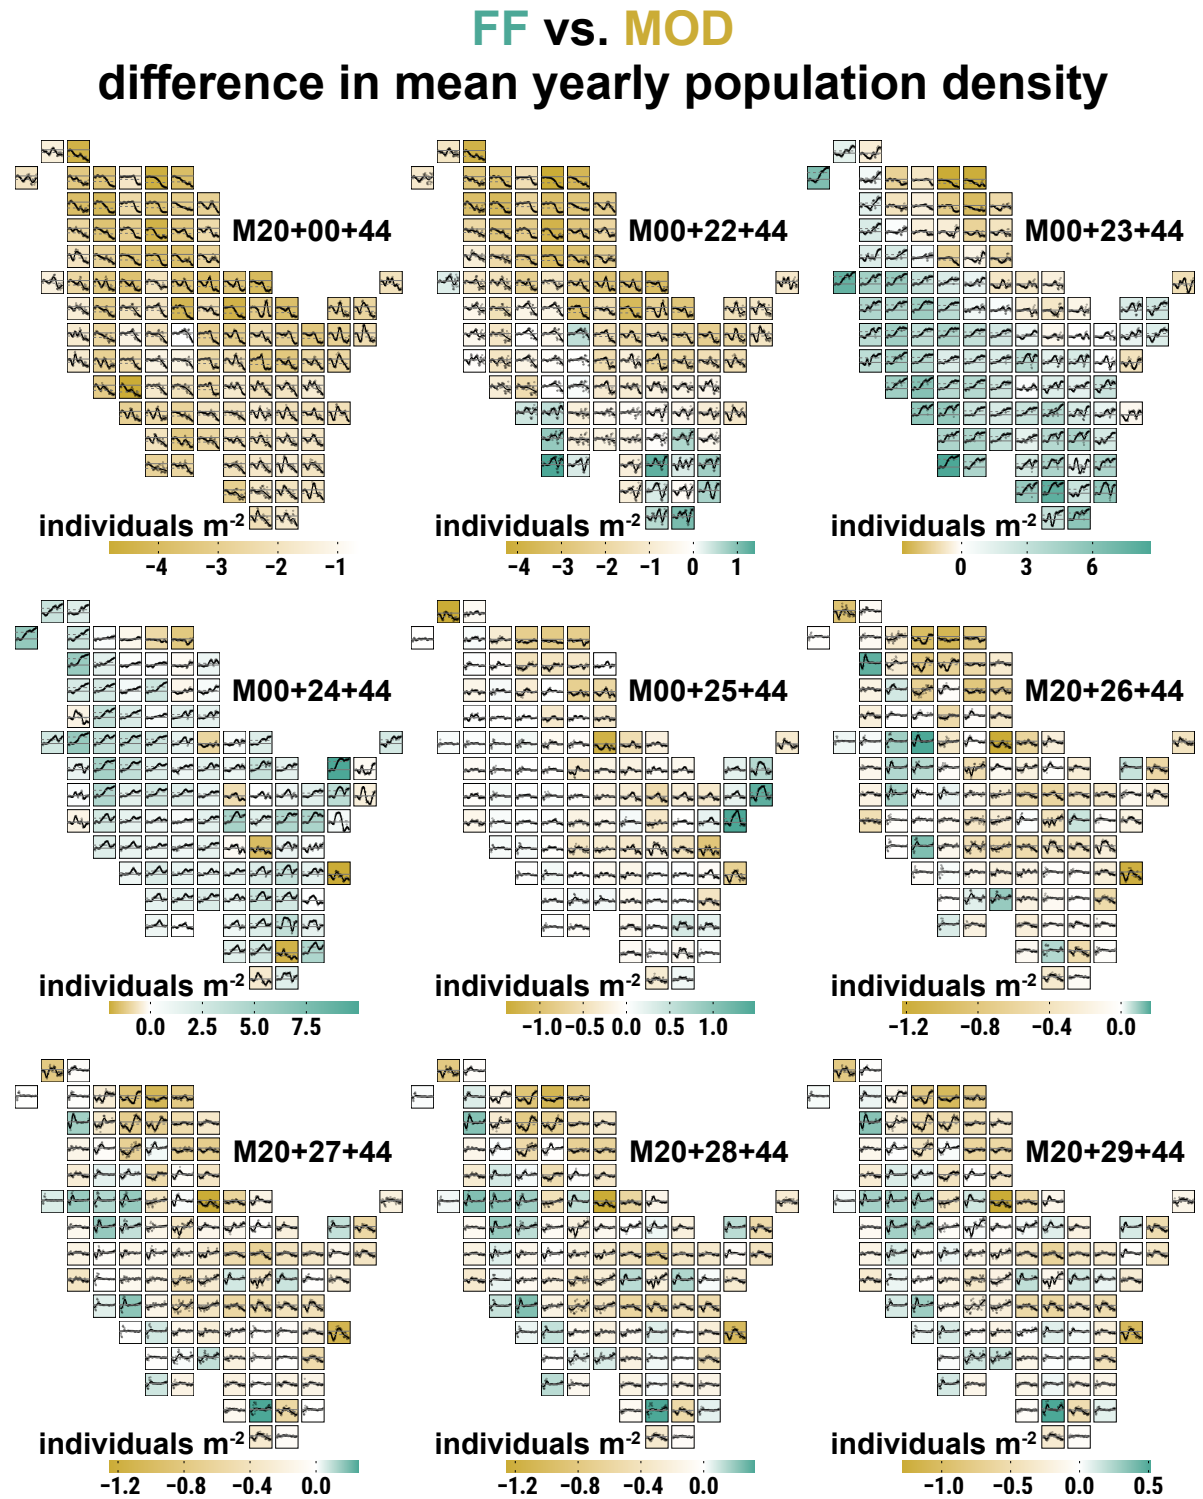 FF vs. MOD
difference in mean yearly population density
M20+00+44
M00+22+44
M00+23+44
individuals m-2
individuals m-2
individuals m-2
−4 −3 −2 −1
−4 −3 −2 −1 0 1
0 3 6
M00+24+44
M00+25+44
M20+26+44
individuals m-2
individuals m-2
individuals m-2
0.0 2.5 5.0 7.5
−1.0 −0.5 0.0 0.5 1.0
−1.2 −0.8 −0.4 0.0
M20+27+44
M20+28+44
M20+29+44
individuals m-2
individuals m-2
individuals m-2
−1.2 −0.8 −0.4 0.0
−1.2 −0.8 −0.4 0.0
−1.0 −0.5 0.0 0.5